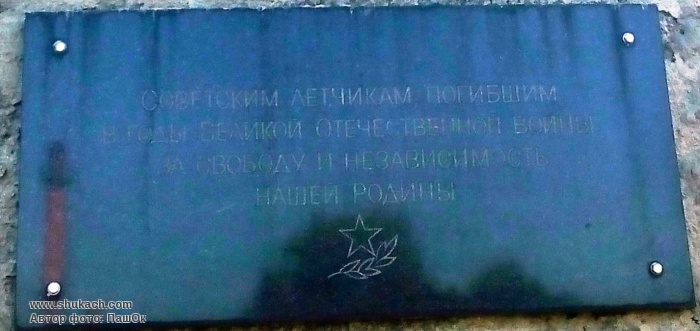 СОВЕТСКИМ ЛЕТЧИКАМ, ПОГИБШИМ
В ГОДЫ ВЕЛИКОЙ ОТЕЧЕСТВЕННОЙ ВОЙНЫ
ЗА СВОБОДУ И НЕЗАВИСИМОСТЬ
НАШЕЙ РОДИНЫ
www.shukach.com
Автор фото: ПашОк